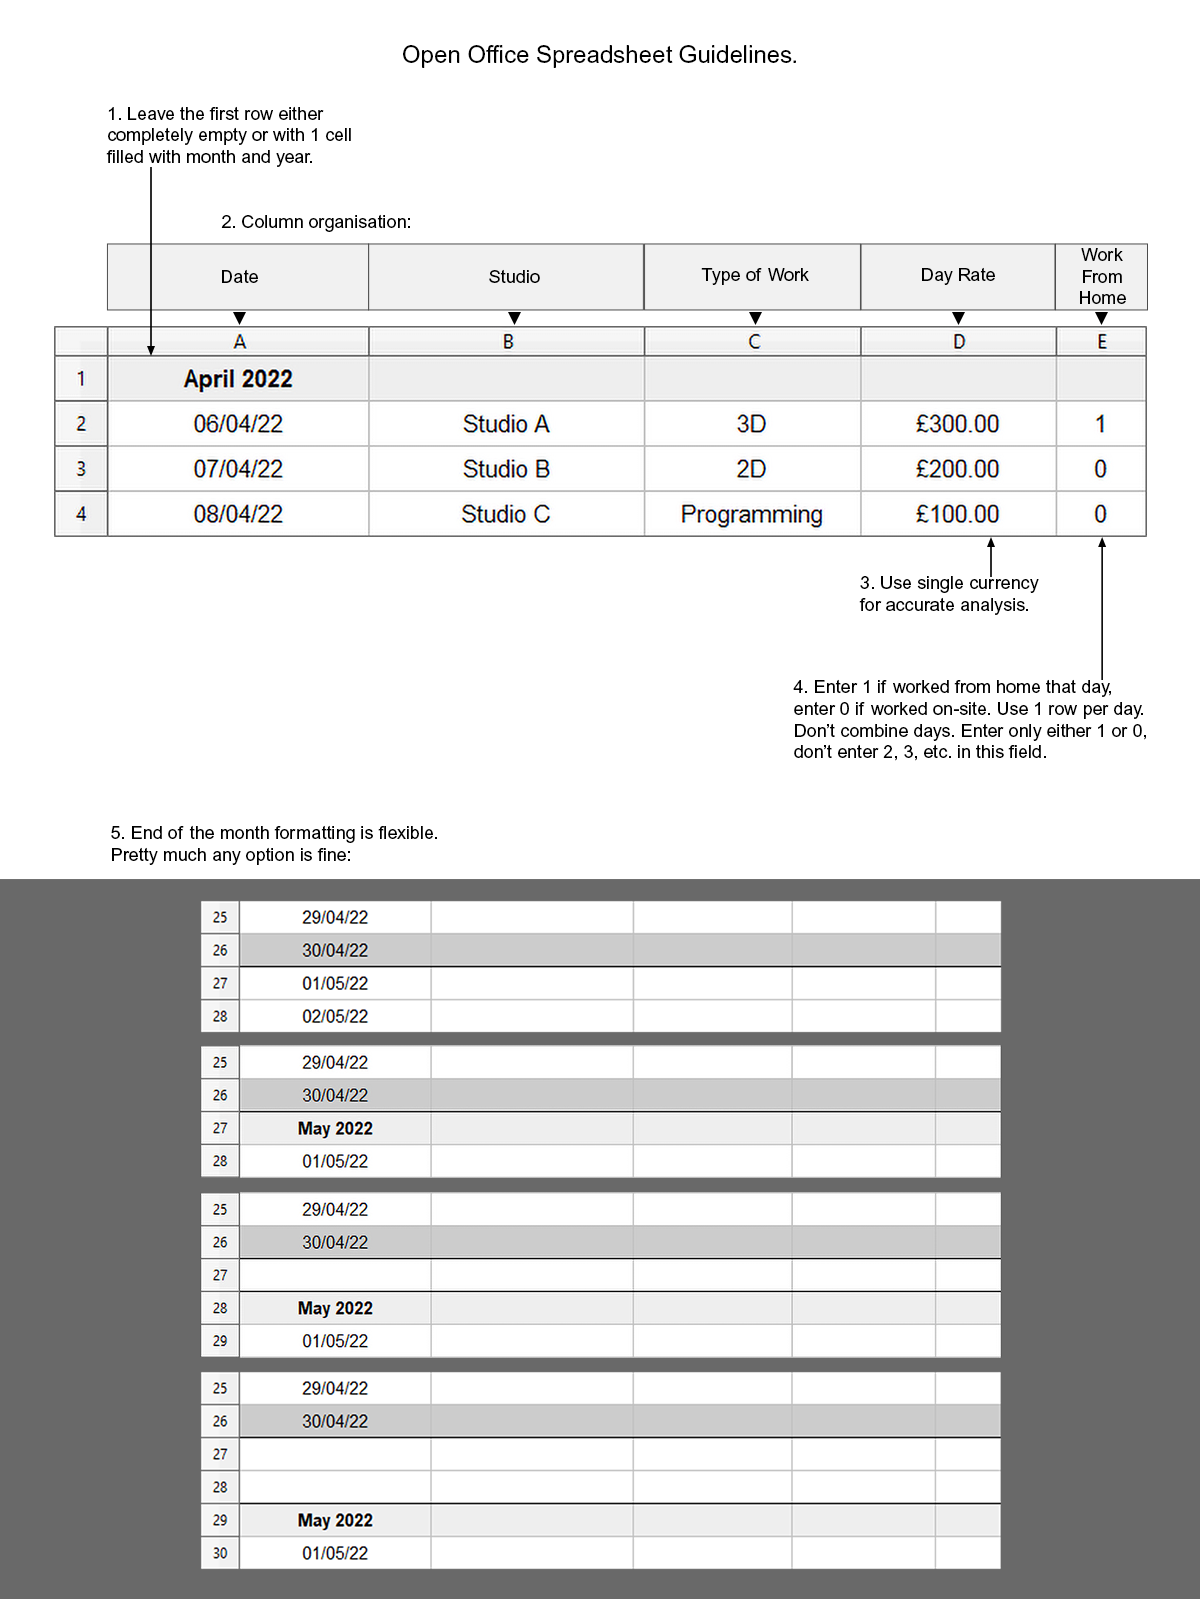 Open Office Spreadsheet Guidelines.
1. Leave the first row either
completely empty or with 1 cell
filled with month and year.
2. Column organisation:
Date Studio Type of Work Day Rate Work From Home
A B C D E
1 April 2022
2 06/04/22 Studio A 3D £300.00 1
3 07/04/22 Studio B 2D £200.00 0
4 08/04/22 Studio C Programming £100.00 0
3. Use single currency
for accurate analysis.
4. Enter 1 if worked from home that day,
enter 0 if worked on-site. Use 1 row per day.
Don’t combine days. Enter only either 1 or 0,
don’t enter 2, 3, etc. in this field.
5. End of the month formatting is flexible.
Pretty much any option is fine:
25 29/04/22
26 30/04/22
27 01/05/22
28 02/05/22
25 29/04/22
26 30/04/22
27 May 2022
28 01/05/22
25 29/04/22
26 30/04/22
27
28 May 2022
29 01/05/22
25 29/04/22
26 30/04/22
27
28
29 May 2022
30 01/05/22